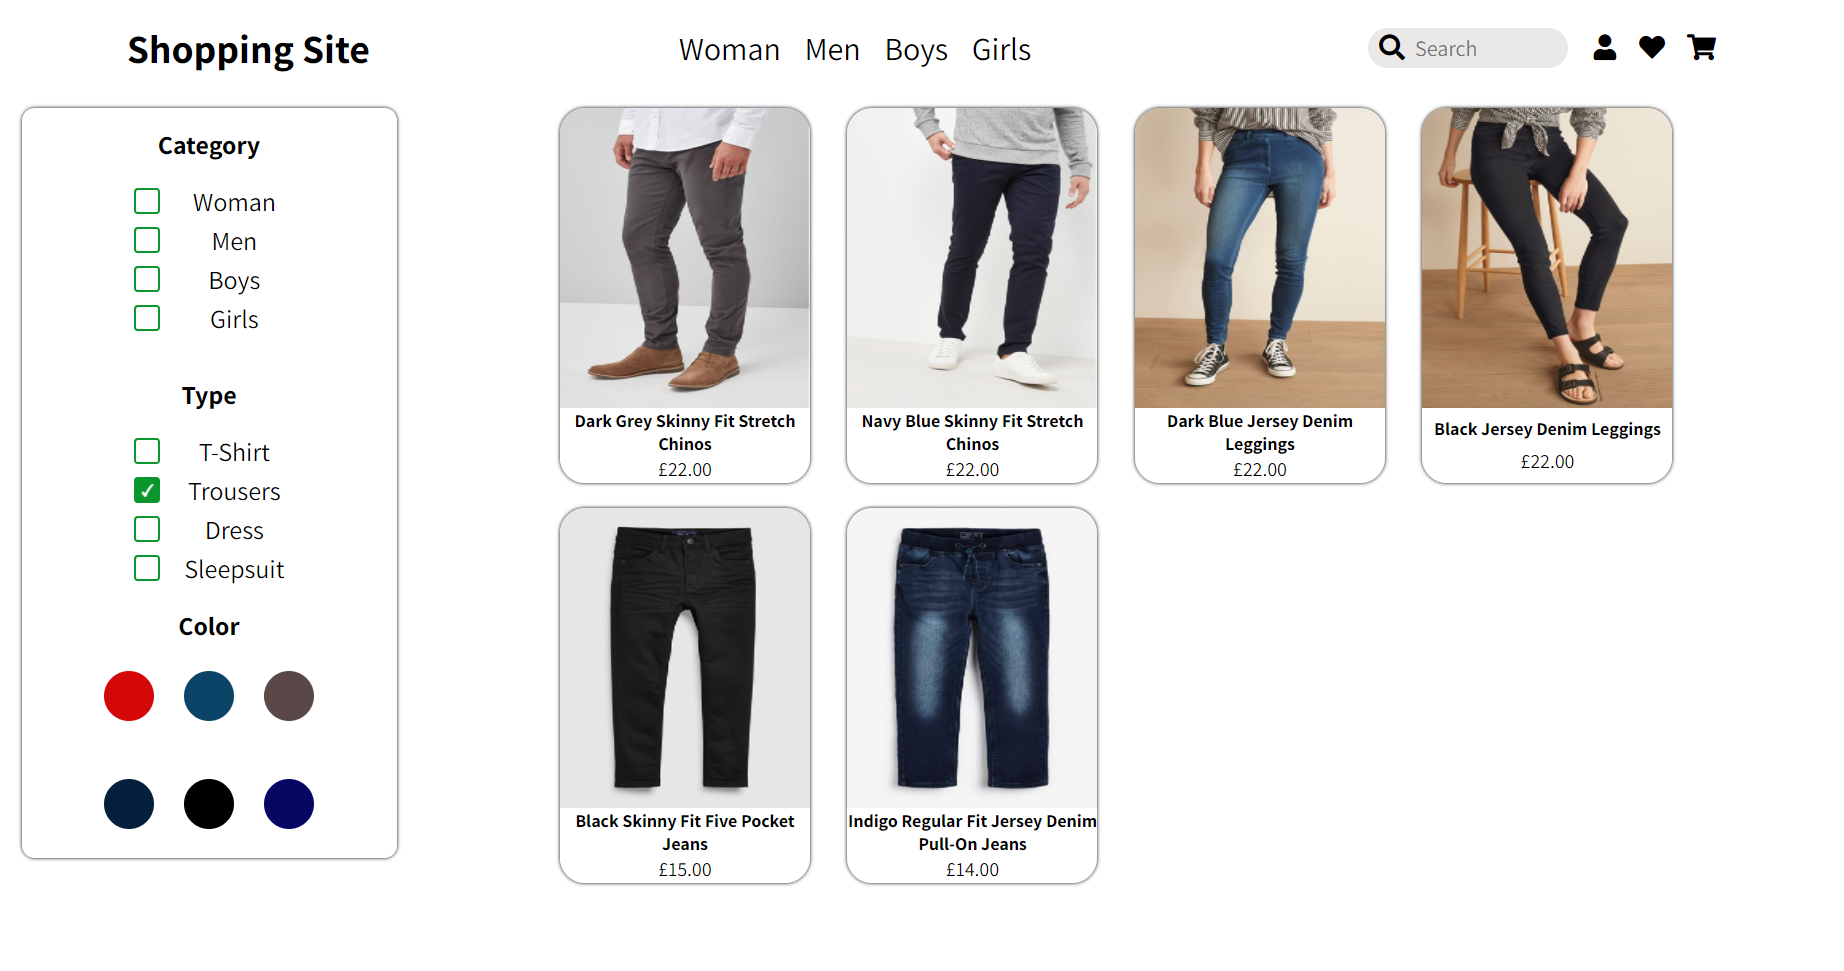 Shopping Site
Woman Men Boys Girls
Search
Category
Woman
Men
Boys
Girls
Type
T-Shirt
Trousers
Dress
Sleepsuit
Color
Dark Grey Skinny Fit Stretch
Chinos
£22.00
Navy Blue Skinny Fit Stretch
Chinos
£22.00
Dark Blue Jersey Denim
Leggings
£22.00
Black Jersey Denim Leggings
£22.00
Black Skinny Fit Five Pocket
Jeans
£15.00
Indigo Regular Fit Jersey Denim
Pull-On Jeans
£14.00